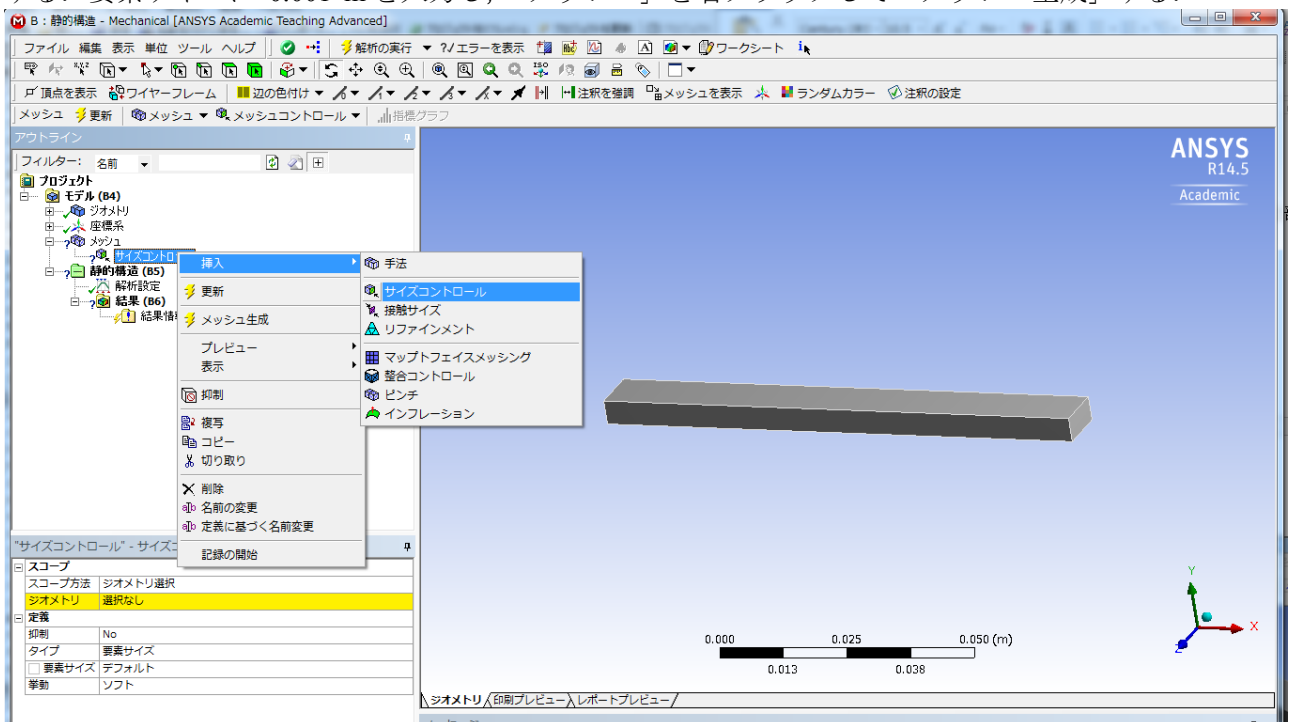 B : 静的構造 - Mechanical [ANSYS Academic Teaching Advanced]
ファイル 編集 表示 単位 ツール ヘルプ 解析の実行 ?/エラーを表示 A ワークシート
ISO
頂点を表示 ワイヤーフレーム 辺の色付け 注釈を強調 メッシュを表示 ランダムカラー 注釈の設定
メッシュ 更新 メッシュ メッシュコントロール 指標グラフ
アウトライン
フィルター: 名前
プロジェクト
モデル (B4)
ジオメトリ
座標系
メッシュ
静的構造 (B5)
解析設定
結果 (B6)
挿入
更新
メッシュ生成
プレビュー
表示
抑制
複写
コピー
切り取り
削除
名前の変更
定義に基づく名前変更
記録の開始
手法
サイズコントロール
接触サイズ
リファインメント
マップトフェイスメッシング
整合コントロール
ピンチ
インフレーション
ANSYS
R14.5
Academic
"サイズコントロール" - サイズコ
スコープ
スコープ方法 ジオメトリ選択
ジオメトリ 選択なし
定義
抑制 No
タイプ 要素サイズ
要素サイズ デフォルト
挙動 ソフト
0.000 0.025 0.050 (m)
0.013 0.038
Y
X
Z
ジオメトリ 印刷プレビュー レポートプレビュー